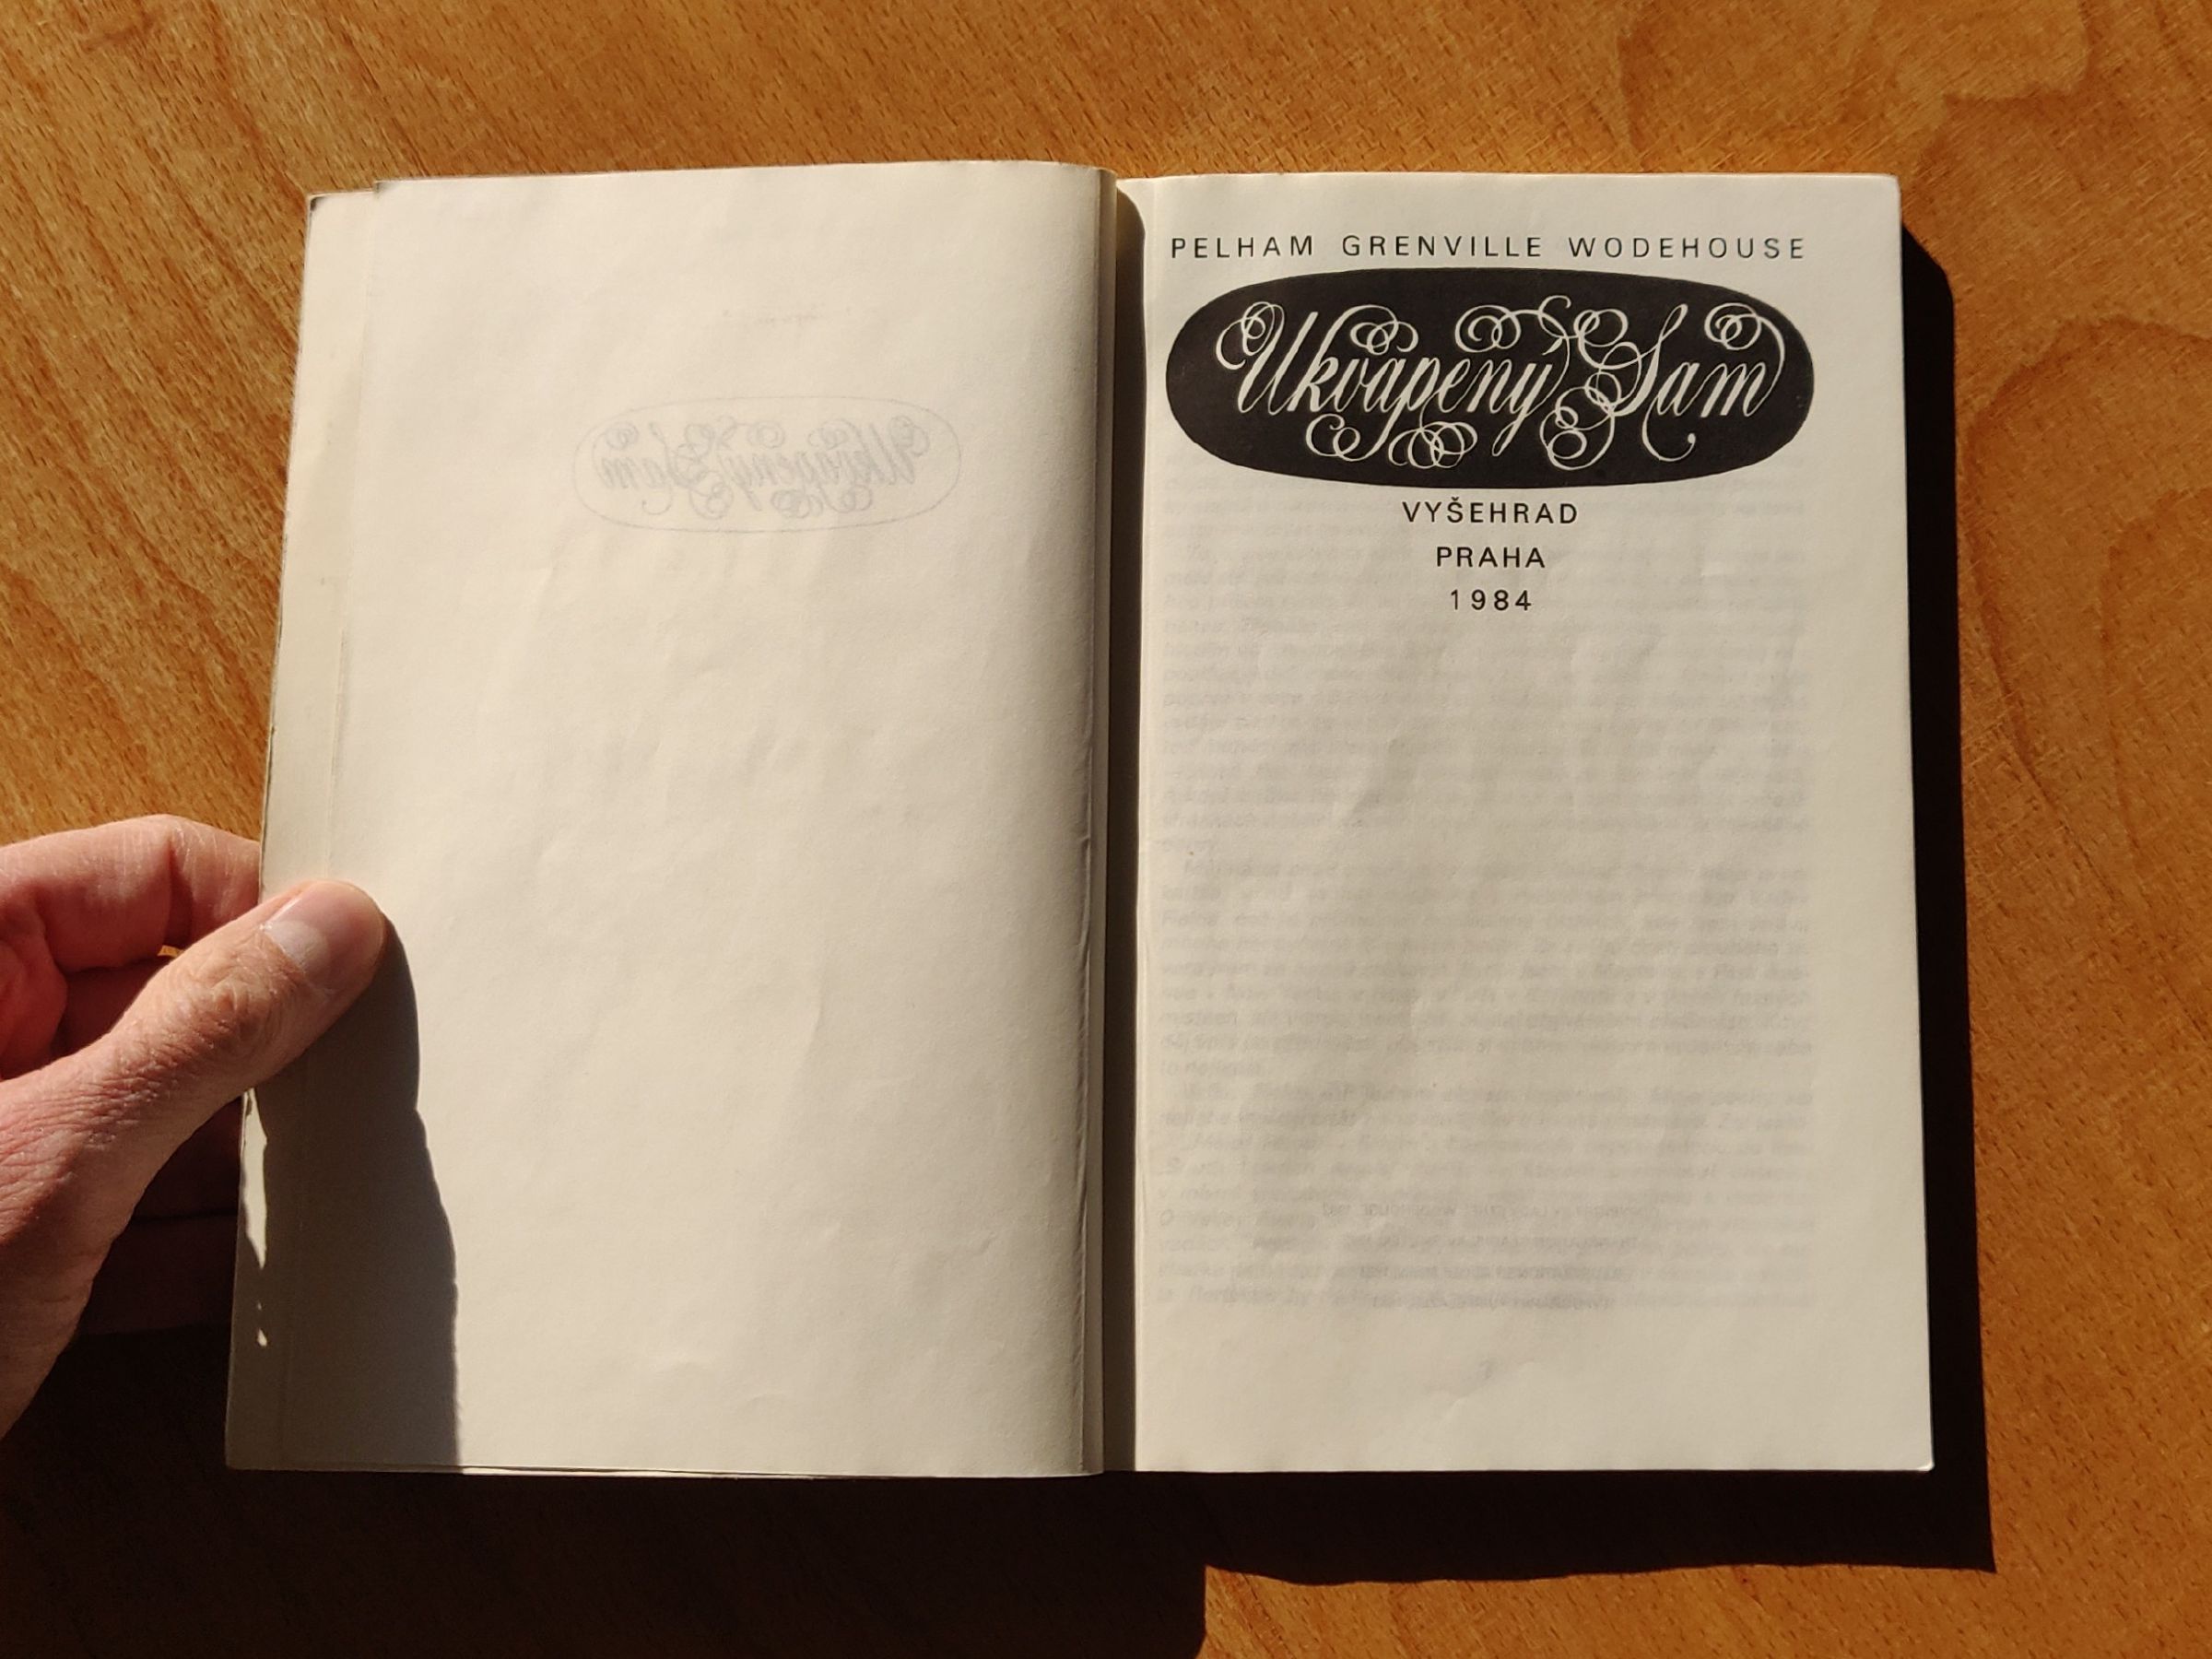 PELHAM GRENVILLE WODEHOUSE
Ukvapený Sam
VYŠEHRAD
PRAHA
1984